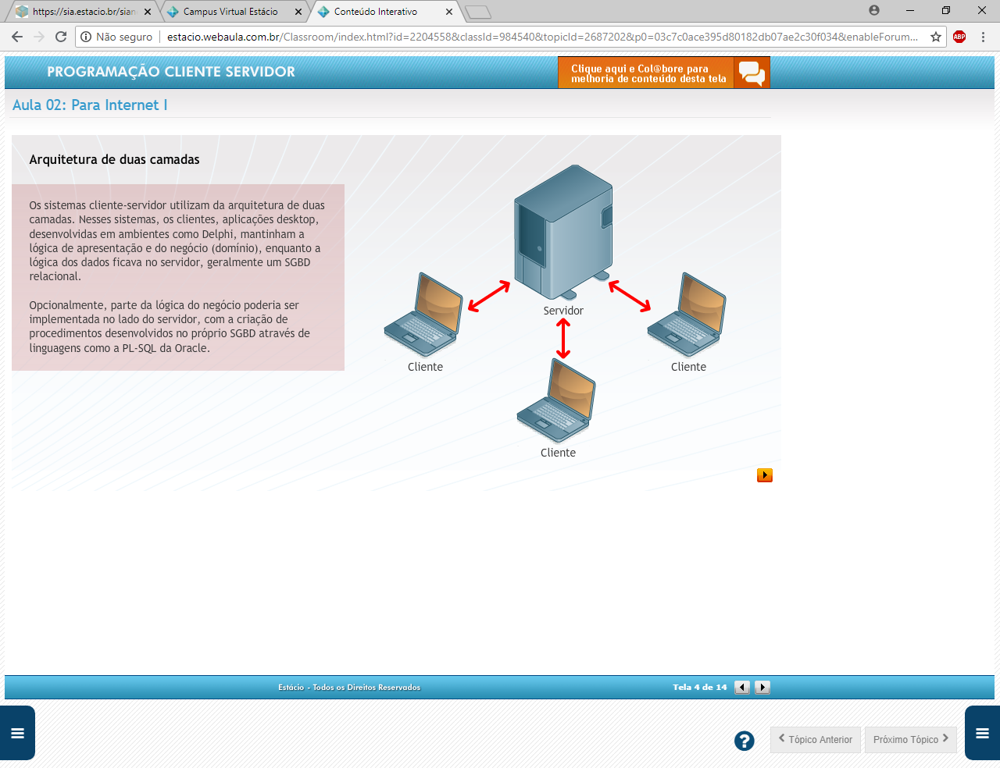 https://sia.estacio.br/sian
Campus Virtual Estácio
Conteúdo Interativo
Não seguro
estacio.webaula.com.br/Classroom/index.html?id=2204558&classId=984540&topicId=2687202&p0=03c7c0ace395d80182db07ae2c30f034&enableForum...
ABP
PROGRAMAÇÃO CLIENTE SERVIDOR
Clique aqui e Col@bore para
melhoria de conteúdo desta tela
Aula 02: Para Internet I
Arquitetura de duas camadas
Os sistemas cliente-servidor utilizam da arquitetura de duas
camadas. Nesses sistemas, os clientes, aplicações desktop,
desenvolvidas em ambientes como Delphi, mantinham a
lógica de apresentação e do negócio (domínio), enquanto a
lógica dos dados ficava no servidor, geralmente um SGBD
relacional.
Opcionalmente, parte da lógica do negócio poderia ser
implementada no lado do servidor, com a criação de
procedimentos desenvolvidos no próprio SGBD através de
linguagens como a PL-SQL da Oracle.
Servidor
Cliente
Cliente
Cliente
Estácio - Todos os Direitos Reservados
Tela 4 de 14
?
Tópico Anterior
Próximo Tópico